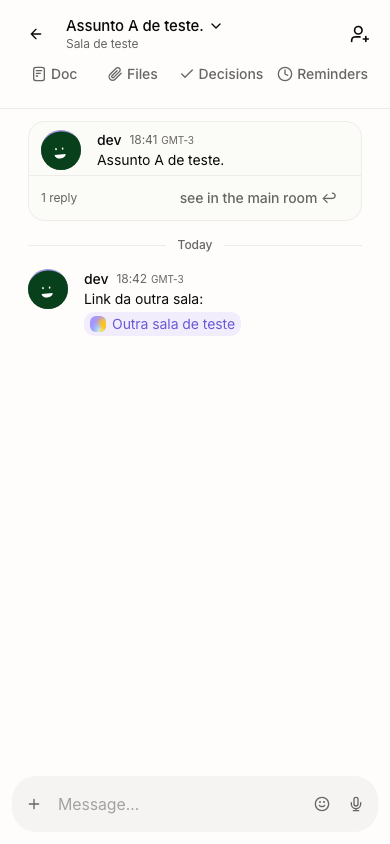 Assunto A de teste.
Sala de teste
Doc Files Decisions Reminders
dev 18:41 GMT-3
Assunto A de teste.
1 reply see in the main room
Today
dev 18:42 GMT-3
Link da outra sala:
Outra sala de teste
Message...